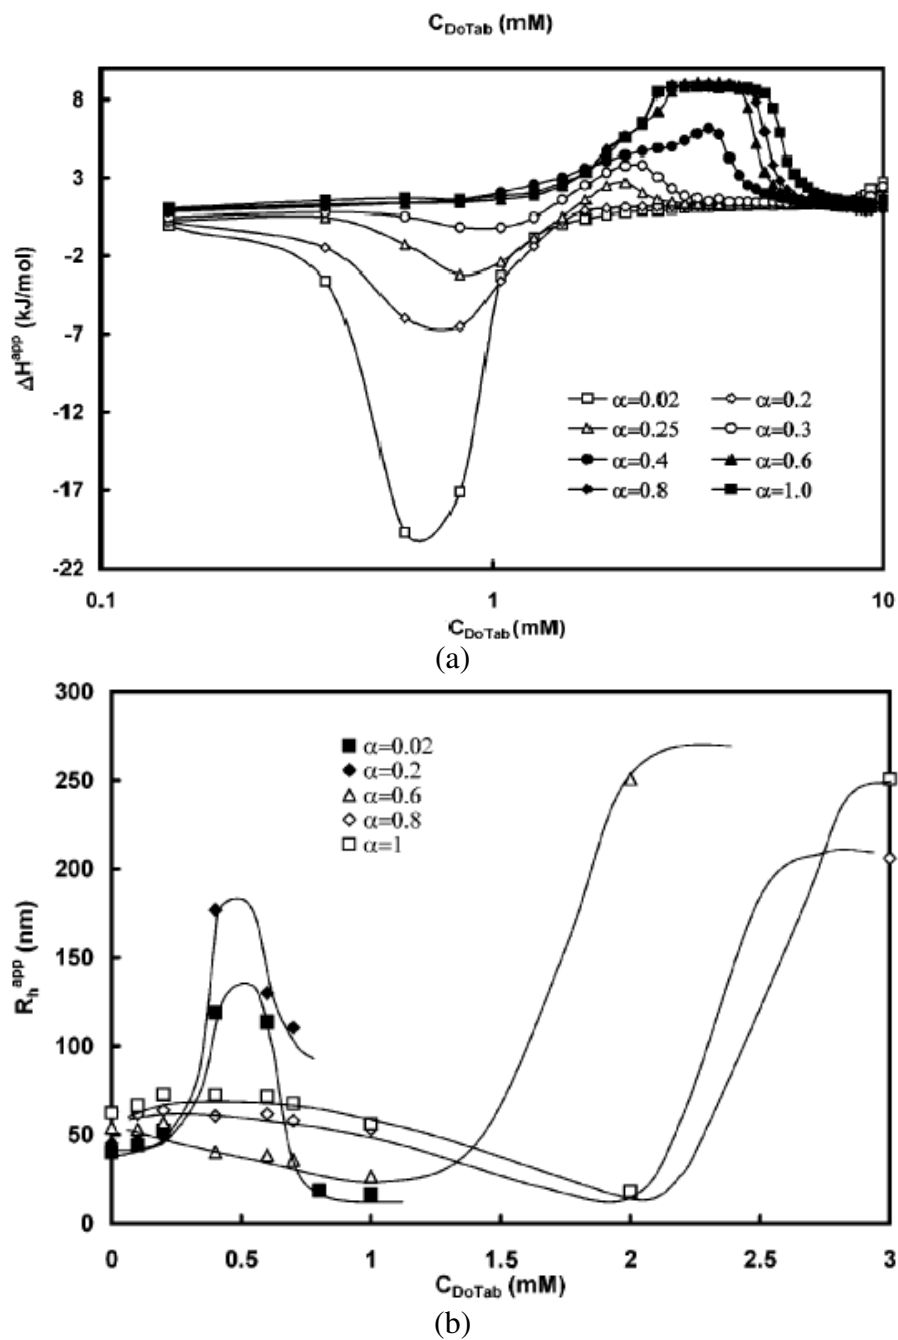 C_DoTab (mM)
8
3
-2
-7
-12
-17
-22
ΔH^app (kJ/mol)
α=0.02 α=0.2
α=0.25 α=0.3
α=0.4 α=0.6
α=0.8 α=1.0
0.1 1 10
C_DoTab (mM)
(a)
300
250
200
150
100
50
0
R_h^app (nm)
α=0.02
α=0.2
α=0.6
α=0.8
α=1
0 0.5 1 1.5 2 2.5 3
C_DoTab (mM)
(b)